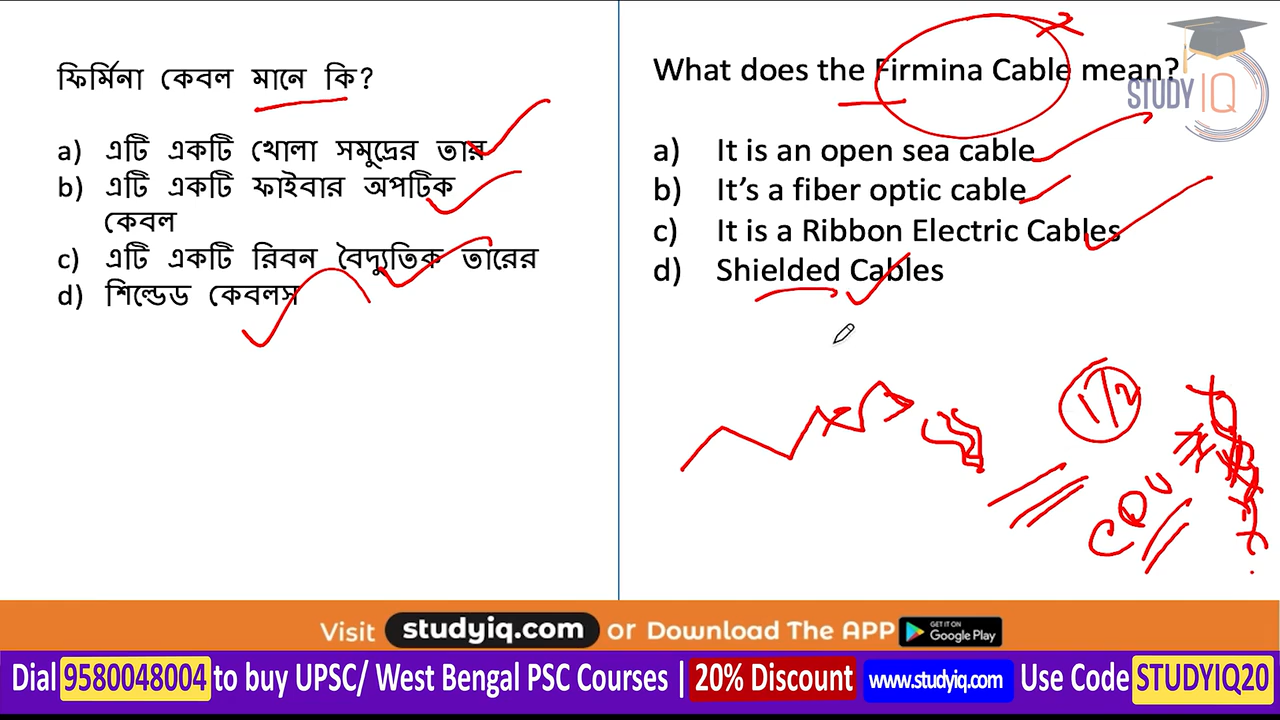 ফির্মিনা কেবল মানে কি?
a) এটি একটি খোলা সমুদ্রের তার
b) এটি একটি ফাইবার অপটিক
কেবল
c) এটি একটি রিবন বৈদ্যুতিক তারের
d) শিল্ডেড কেবলস
What does the Firmina Cable mean?
a) It is an open sea cable
b) It's a fiber optic cable
c) It is a Ribbon Electric Cables
d) Shielded Cables
1/2
STUDY IQ
Visit studyiq.com or Download The APP GET IT ON Google Play
Dial 9580048004 to buy UPSC/ West Bengal PSC Courses | 20% Discount www.studyiq.com Use Code STUDYIQ20